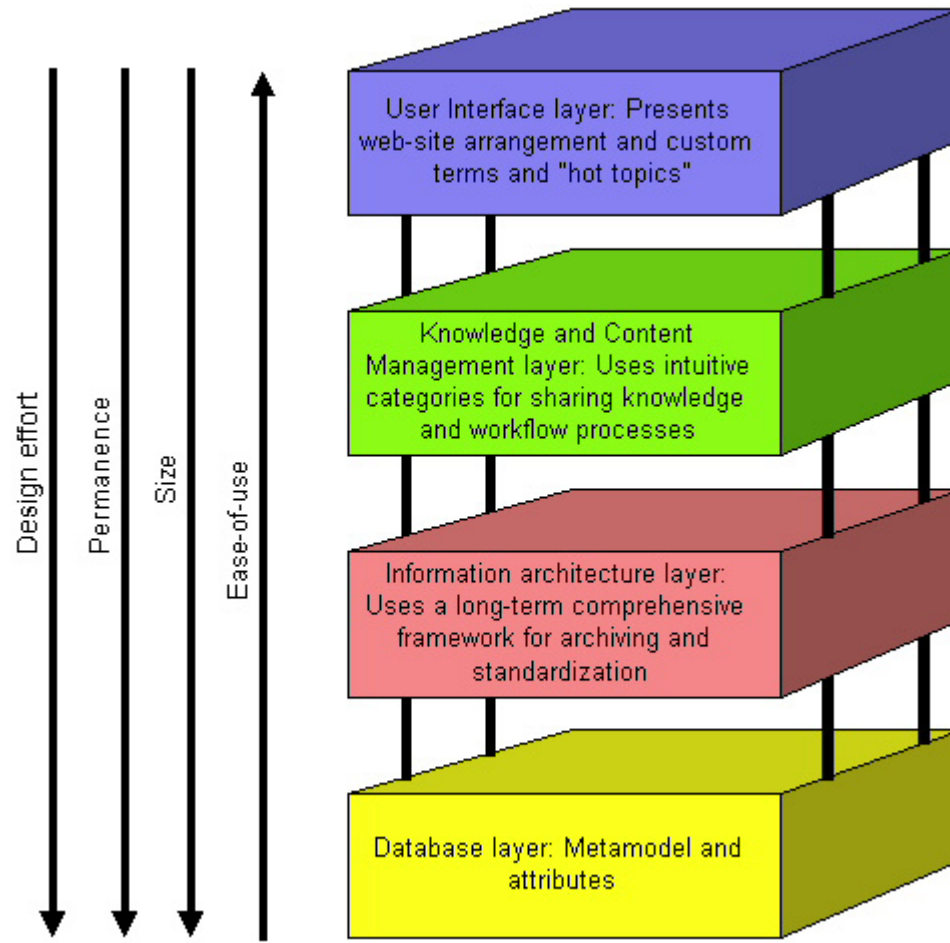 Design effort
Permanence
Size
Ease-of-use
User Interface layer: Presents
web-site arrangement and custom
terms and "hot topics"
Knowledge and Content
Management layer: Uses intuitive
categories for sharing knowledge
and workflow processes
Information architecture layer:
Uses a long-term comprehensive
framework for archiving and
standardization
Database layer: Metamodel and
attributes